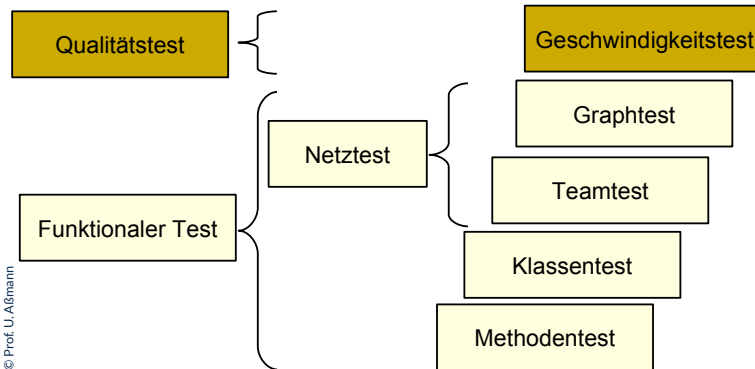 Qualitätstest
Geschwindigkeitstest
Graphtest
Netztest
Teamtest
Funktionaler Test
Klassentest
Methodentest
© Prof. U. Aßmann